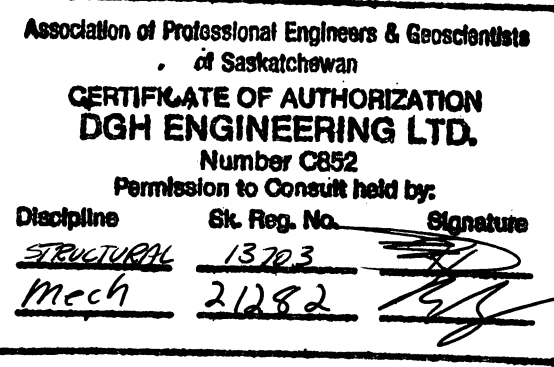 Association of Professional Engineers & Geoscientists
of Saskatchewan
CERTIFICATE OF AUTHORIZATION
DGH ENGINEERING LTD.
Number C852
Permission to Consult held by:
Discipline Sk. Reg. No. Signature
STRUCTURAL 13703
Mech 21282